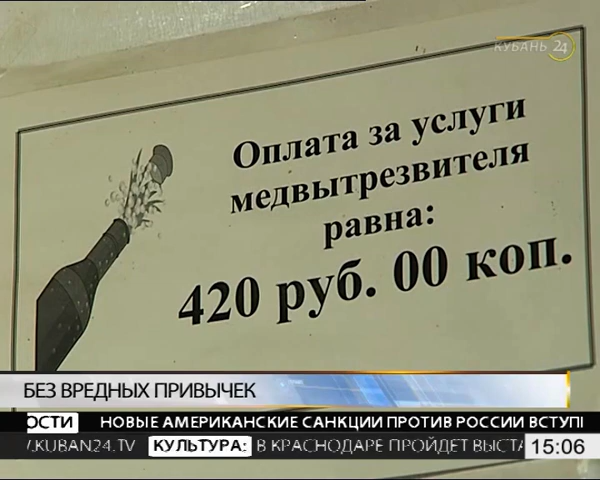 КУБАНЬ 24
Оплата за услуги
медвытрезвителя
равна:
420 руб. 00 коп.
БЕЗ ВРЕДНЫХ ПРИВЫЧЕК
ОСТИ НОВЫЕ АМЕРИКАНСКИЕ САНКЦИИ ПРОТИВ РОССИИ ВСТУП
.KUBAN24.TV КУЛЬТУРА: В КРАСНОДАРЕ ПРОЙДЕТ ВЫСТА 15:06